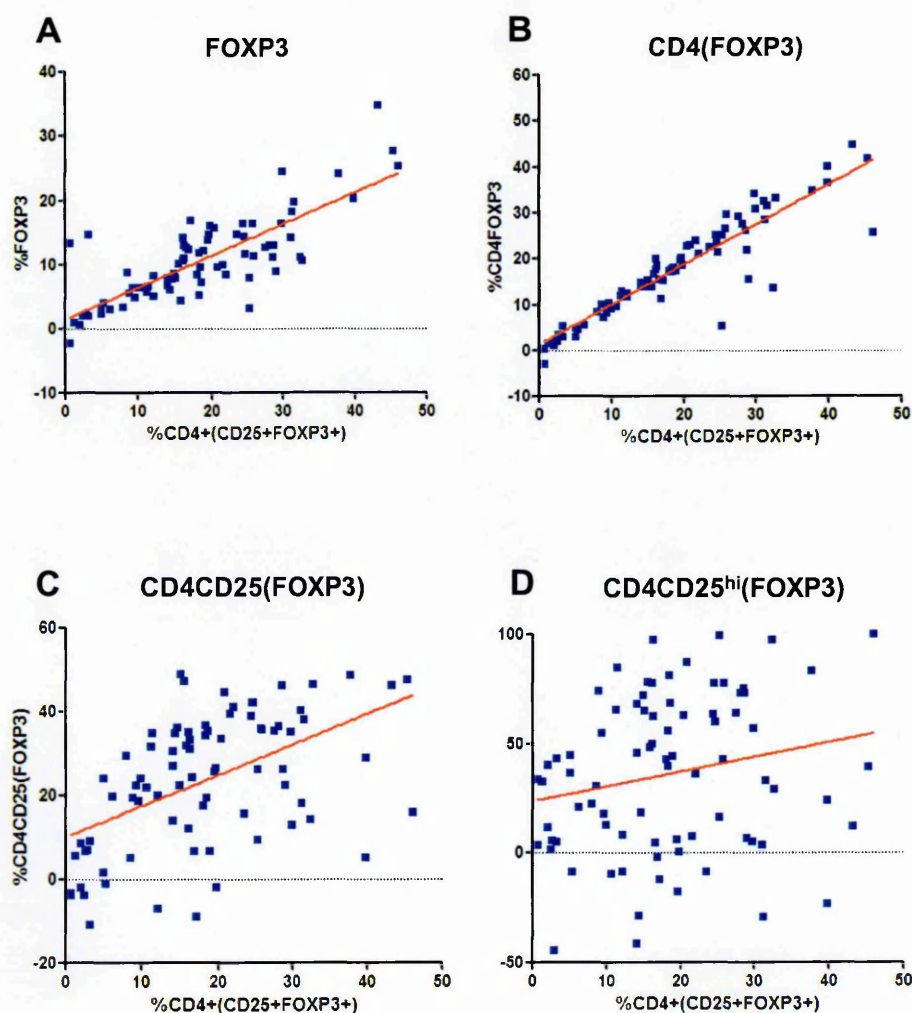 A
FOXP3
%FOXP3
40
30
20
10
0
-10
0 10 20 30 40 50
%CD4+(CD25+FOXP3+)
B
CD4(FOXP3)
%CD4FOXP3
60
50
40
30
20
10
0
-10
0 10 20 30 40 50
%CD4+(CD25+FOXP3+)
C
CD4CD25(FOXP3)
%CD4CD25(FOXP3)
60
40
20
0
-20
0 10 20 30 40 50
%CD4+(CD25+FOXP3+)
D
CD4CD25hi(FOXP3)
100
50
0
-50
0 10 20 30 40 50
%CD4+(CD25+FOXP3+)